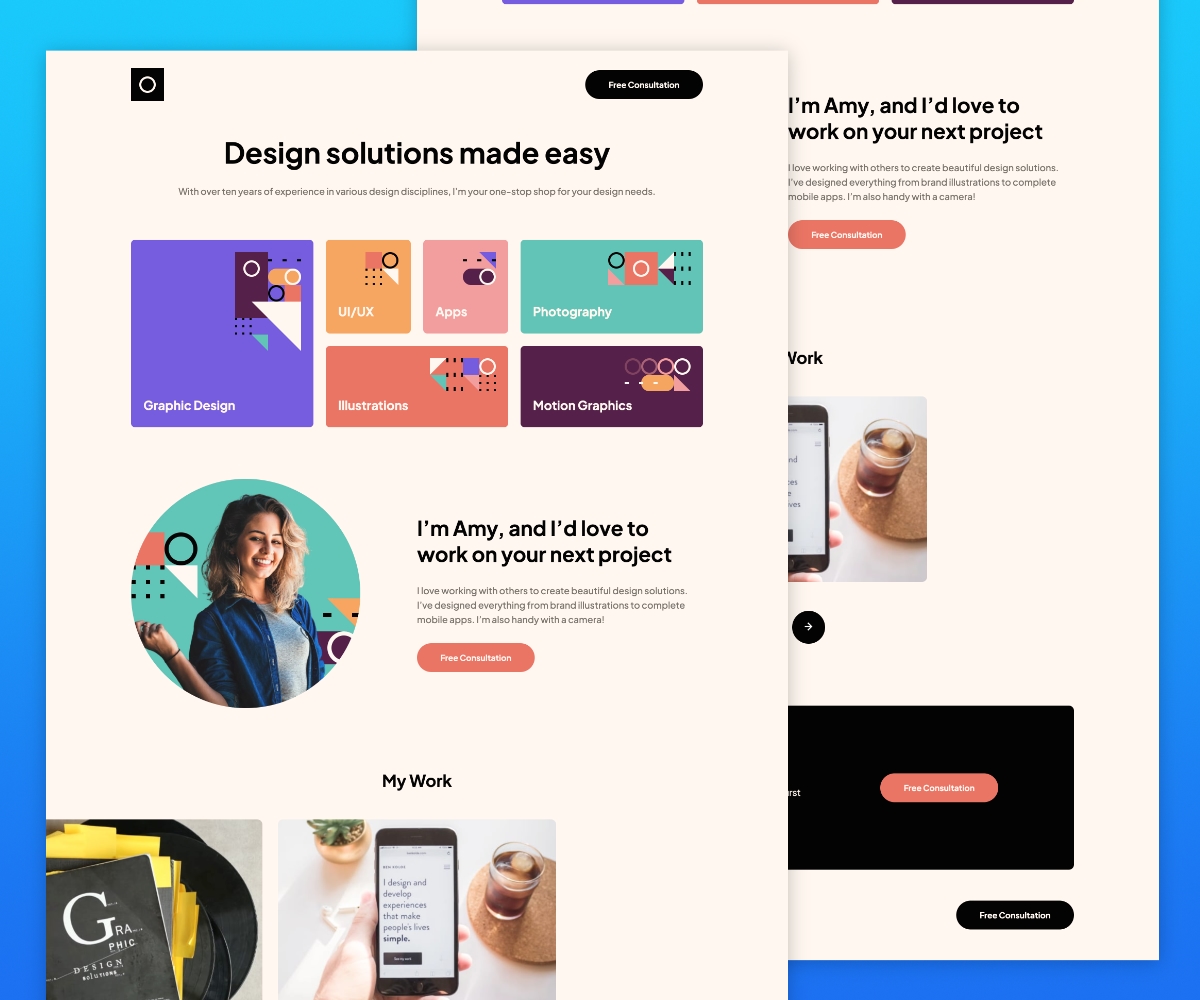 Free Consultation
Design solutions made easy
With over ten years of experience in various design disciplines, I'm your one-stop shop for your design needs.
Graphic Design
UI/UX
Apps
Photography
Illustrations
Motion Graphics
I'm Amy, and I'd love to
work on your next project
I love working with others to create beautiful design solutions.
I've designed everything from brand illustrations to complete
mobile apps. I'm also handy with a camera!
Free Consultation
My Work
G
RA
PHIC
DESIGN
SOLUTIONS
I design and
develop
experiences
that make
people's lives
simple.
I'm Amy, and I'd love to
work on your next project
I love working with others to create beautiful design solutions.
I've designed everything from brand illustrations to complete
mobile apps. I'm also handy with a camera!
Free Consultation
Work
Free Consultation
Free Consultation